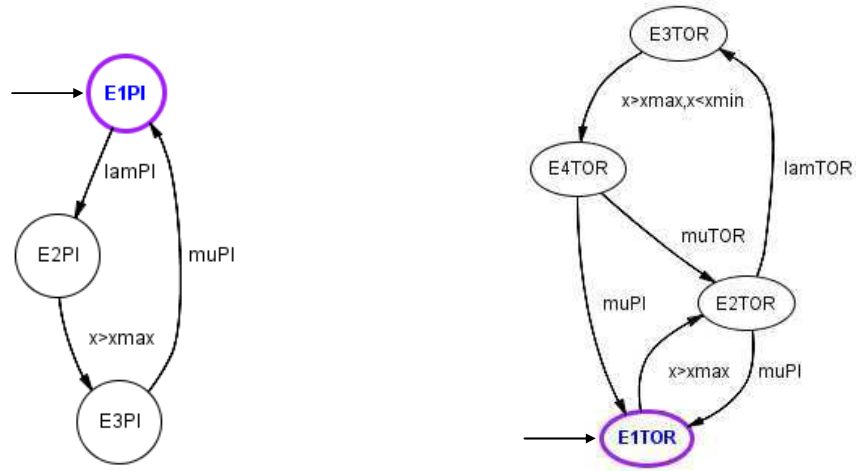 E1PI
lamPI
E2PI
muPI
x>xmax
E3PI
E3TOR
x>xmax,x<xmin
E4TOR
lamTOR
muTOR
muPI
E2TOR
x>xmax
muPI
E1TOR